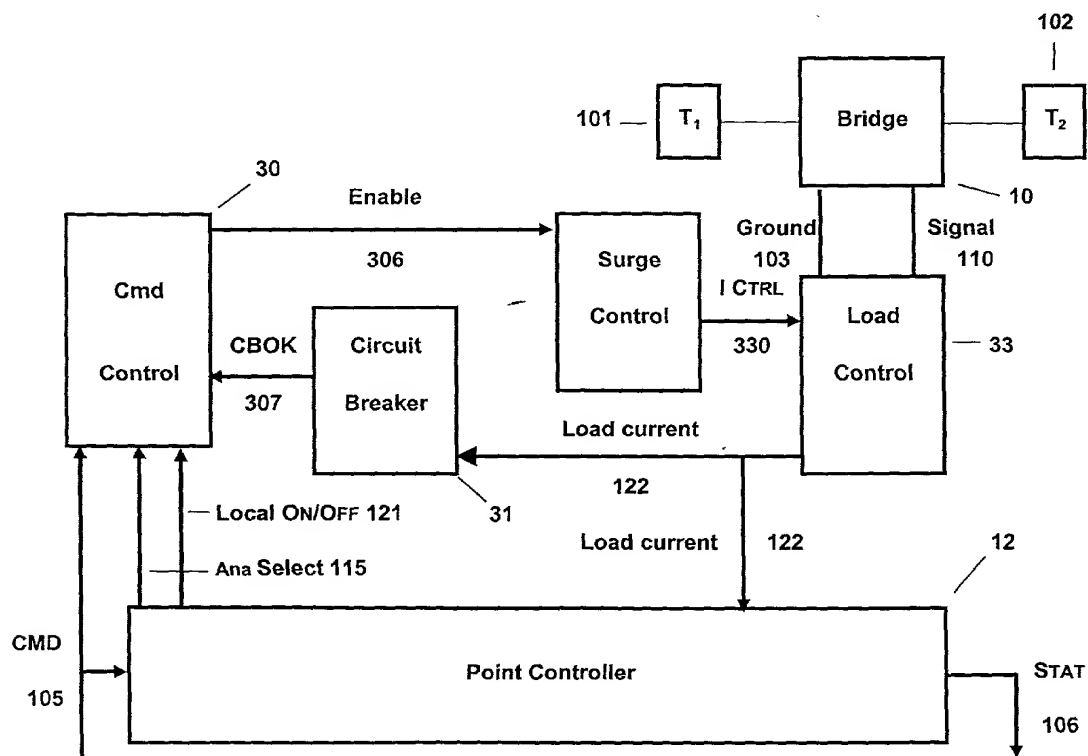 102
101
T1
Bridge
T2
30
10
Enable
306
Ground
103
Signal
110
Surge
Control
I CTRL
330
Load
Control
33
Cmd
Control
CBOK
307
Circuit
Breaker
Load current
122
31
Local ON/OFF 121
Load current
122
12
Ana Select 115
CMD
105
Point Controller
STAT
106